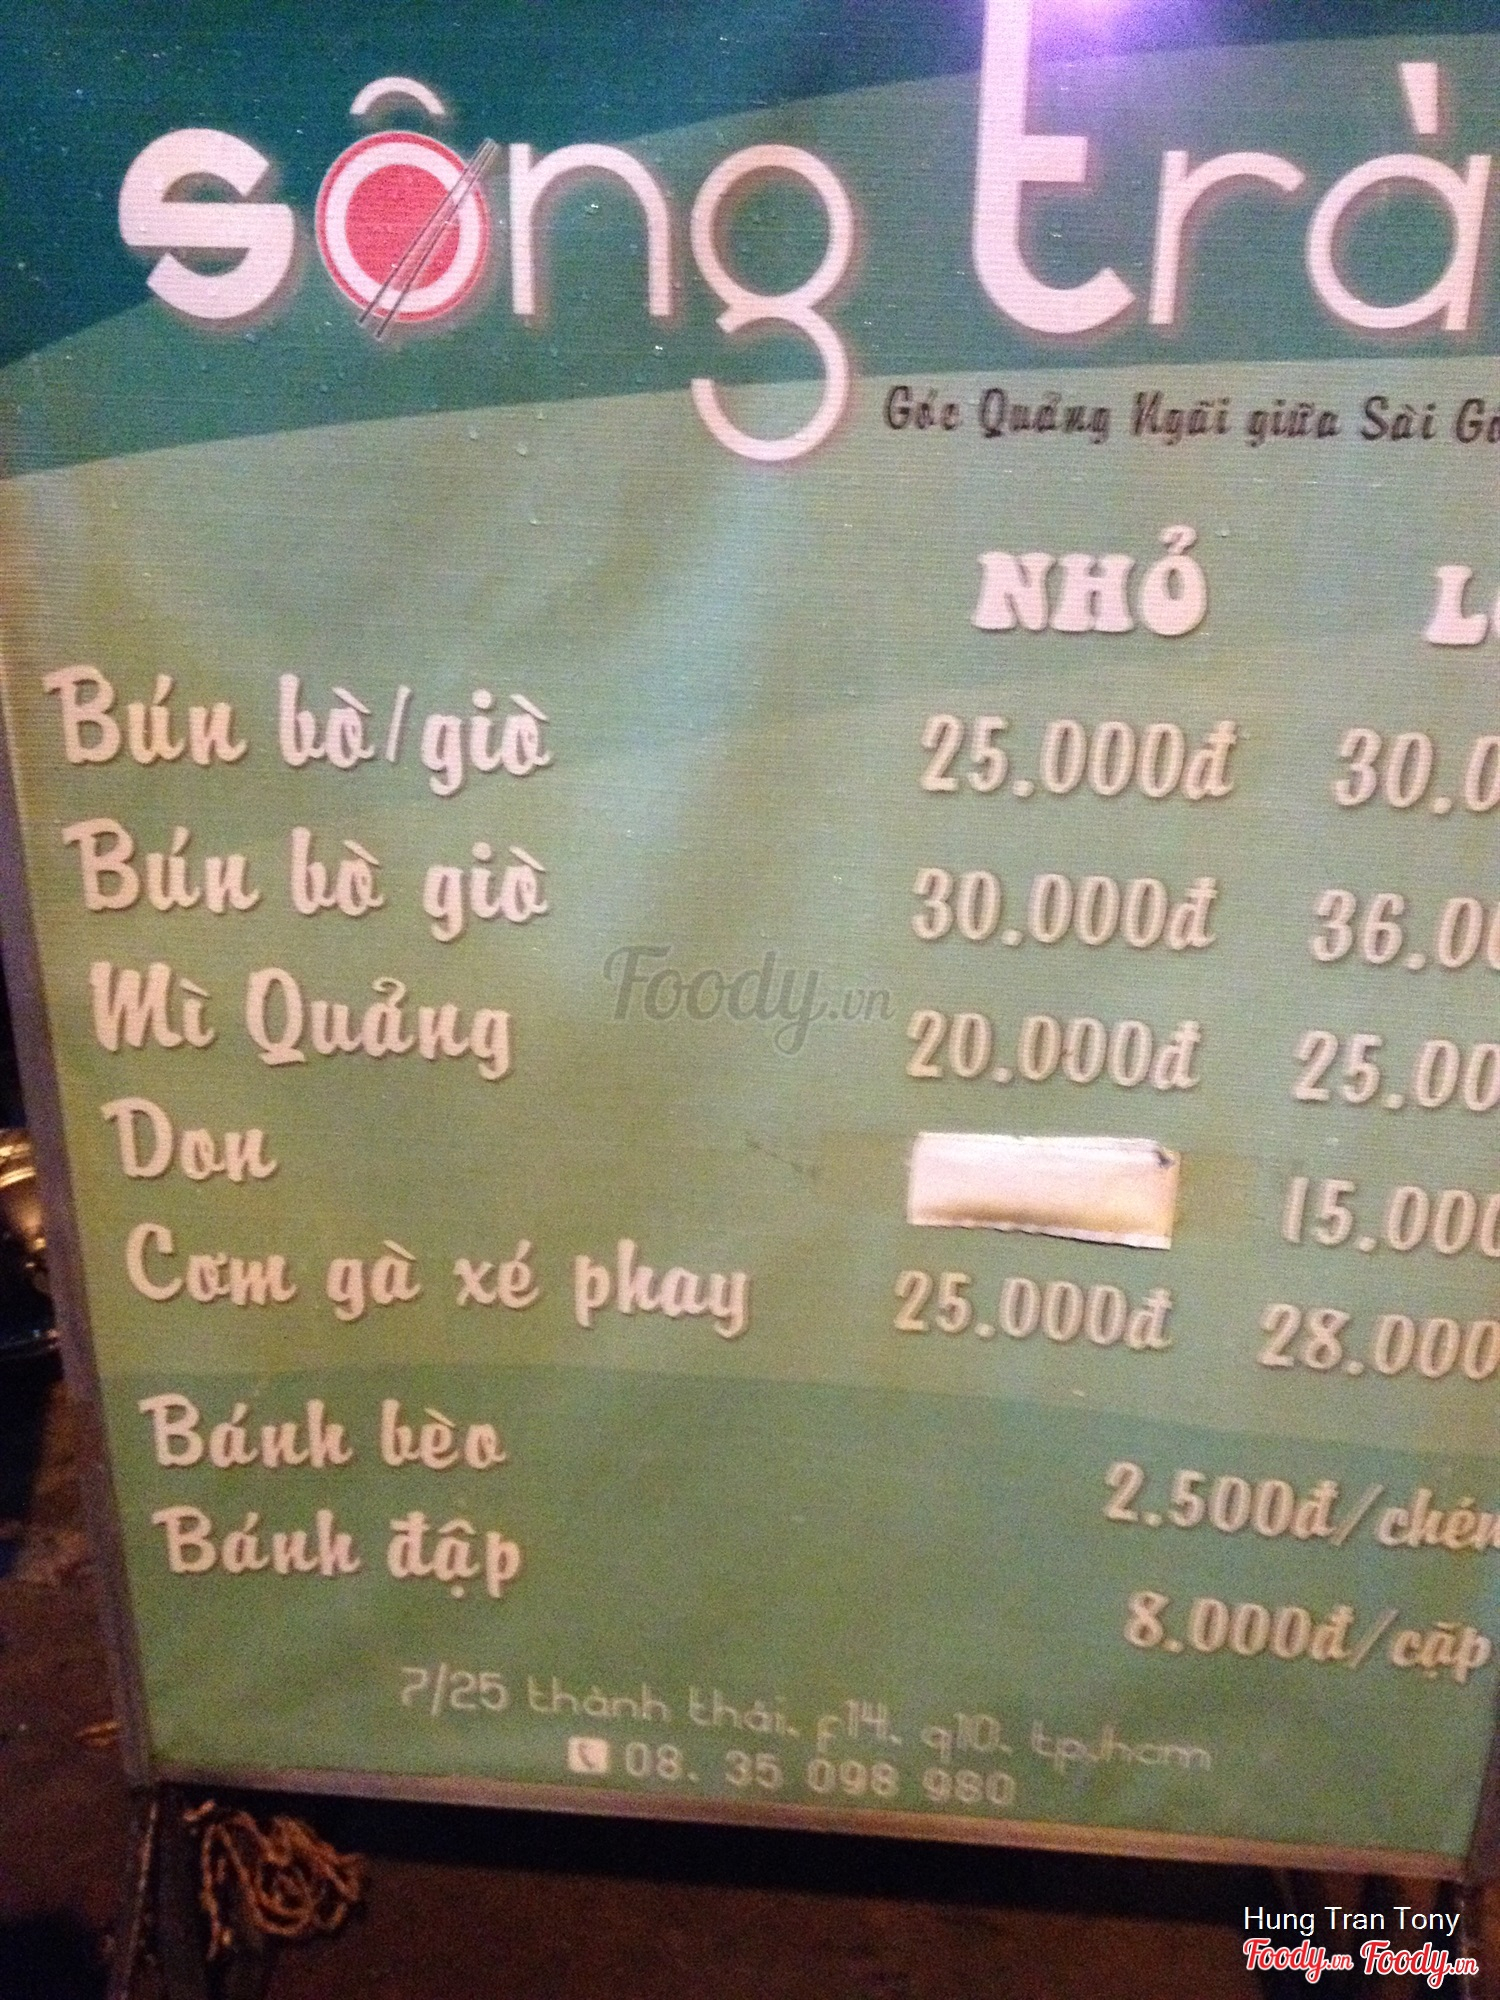 sông trà
Góc Quảng Ngãi giữa Sài
NHỎ
Bún bò/giò 25.000đ 30.0
Bún bò giò 30.000đ 36.00
Mì Quảng 20.000đ 25.00
Don 15.000
Cơm gà xé phay 25.000đ 28.000
Bánh bèo 2.500đ/chén
Bánh đập 8.000đ/cặp
7/25 thành thái. f14. q10. tp.hcm
08. 35 098 980
Foody.vn
Hung Tran Tony
Foody.vn Foody.vn